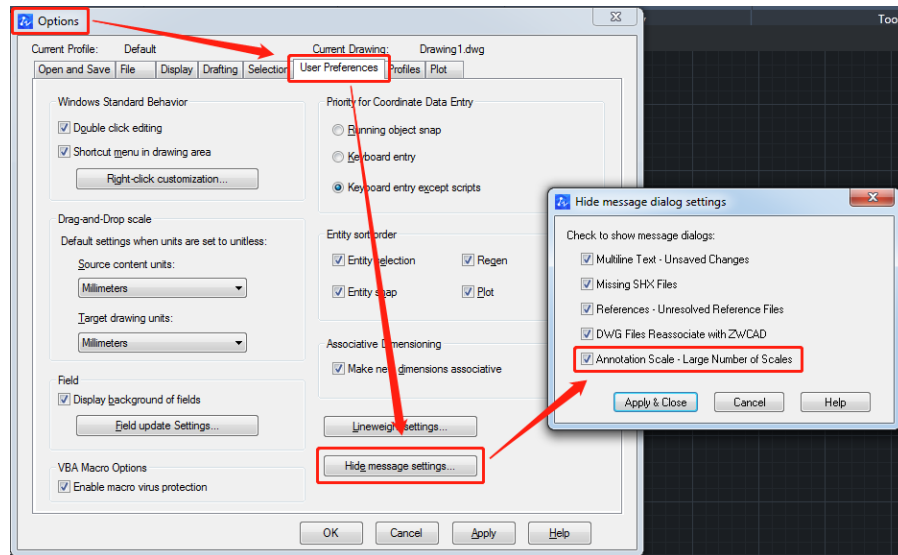 Options
Too
Current Profile: Default Current Drawing: Drawing1.dwg
Open and Save File Display Drafting Selection User Preferences Profiles Plot
Windows Standard Behavior
Double click editing
Shortcut menu in drawing area
Right-click customization...
Drag-and-Drop scale
Default settings when units are set to unitless:
Source content units:
Millimeters
Target drawing units:
Millimeters
Field
Display background of fields
Field update Settings...
VBA Macro Options
Enable macro virus protection
Priority for Coordinate Data Entry
Running object snap
Keyboard entry
Keyboard entry except scripts
Entity sort order
Entity selection Regen
Entity snap Plot
Associative Dimensioning
Make new dimensions associative
Lineweight settings...
Hide message settings...
OK Cancel Apply Help
Hide message dialog settings
Check to show message dialogs:
Multiline Text - Unsaved Changes
Missing SHX Files
References - Unresolved Reference Files
DWG Files Reassociate with ZWCAD
Annotation Scale - Large Number of Scales
Apply & Close Cancel Help